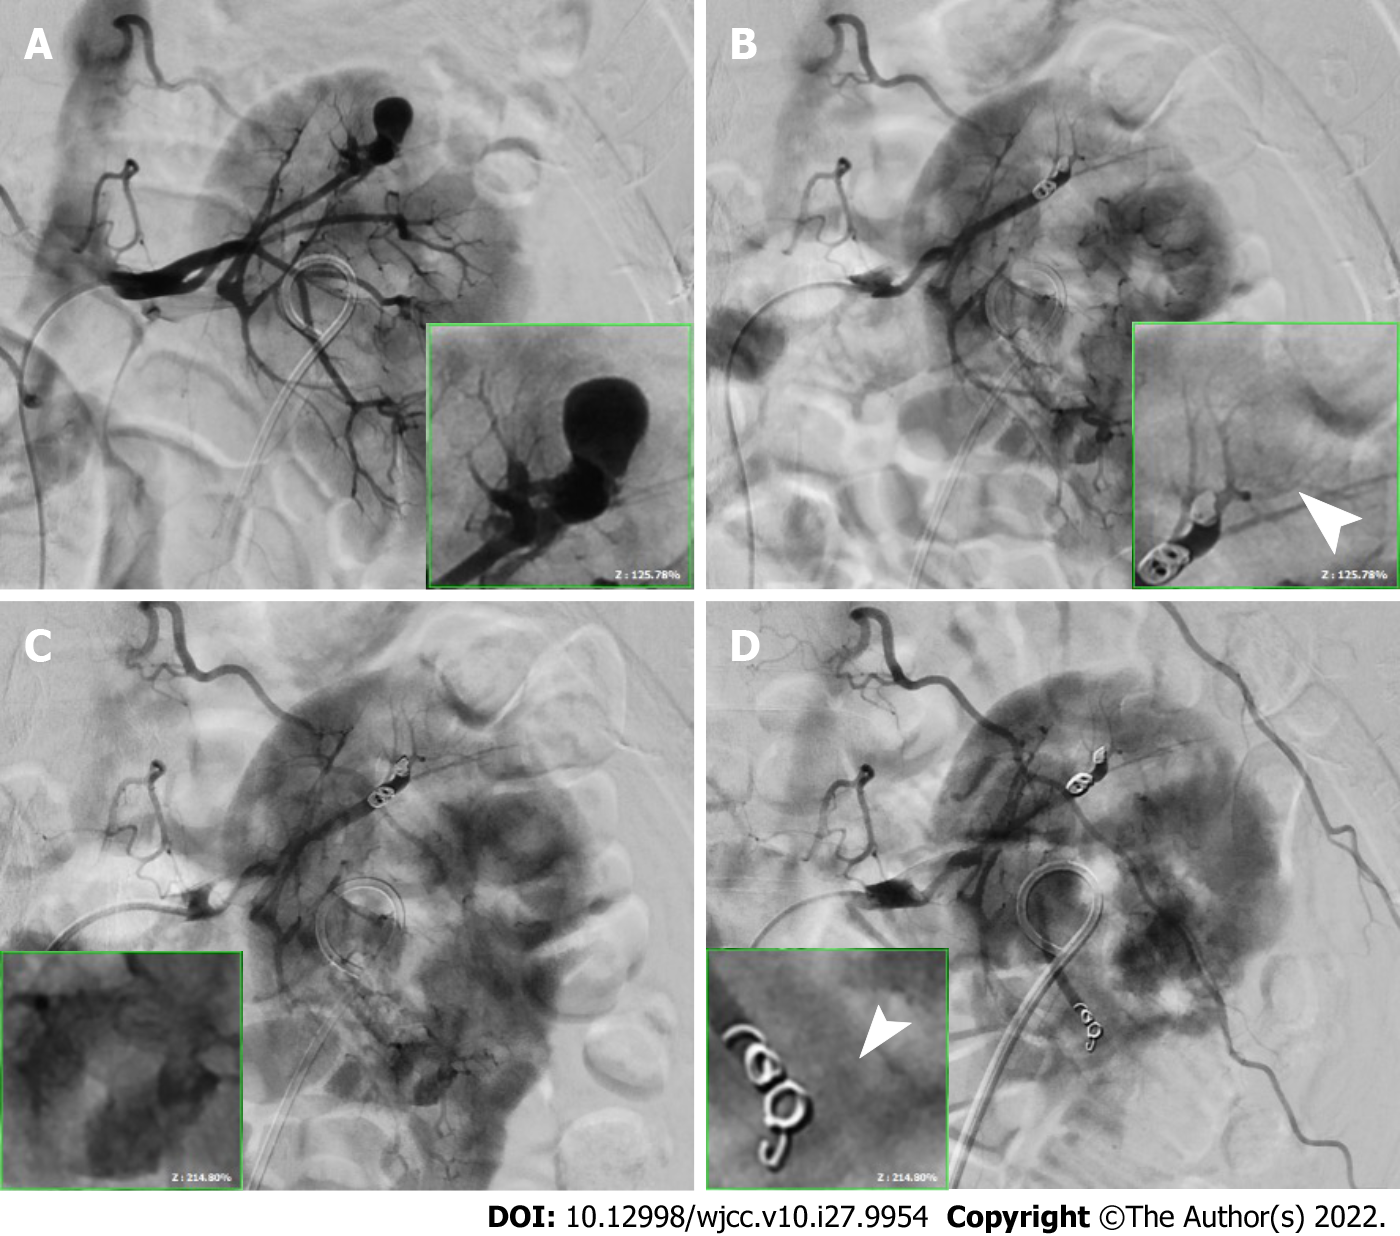 A
B
Z : 125.78%
Z : 125.78%
C
D
Z : 214.80%
Z : 214.80%
DOI: 10.12998/wjcc.v10.i27.9954 Copyright ©The Author(s) 2022.